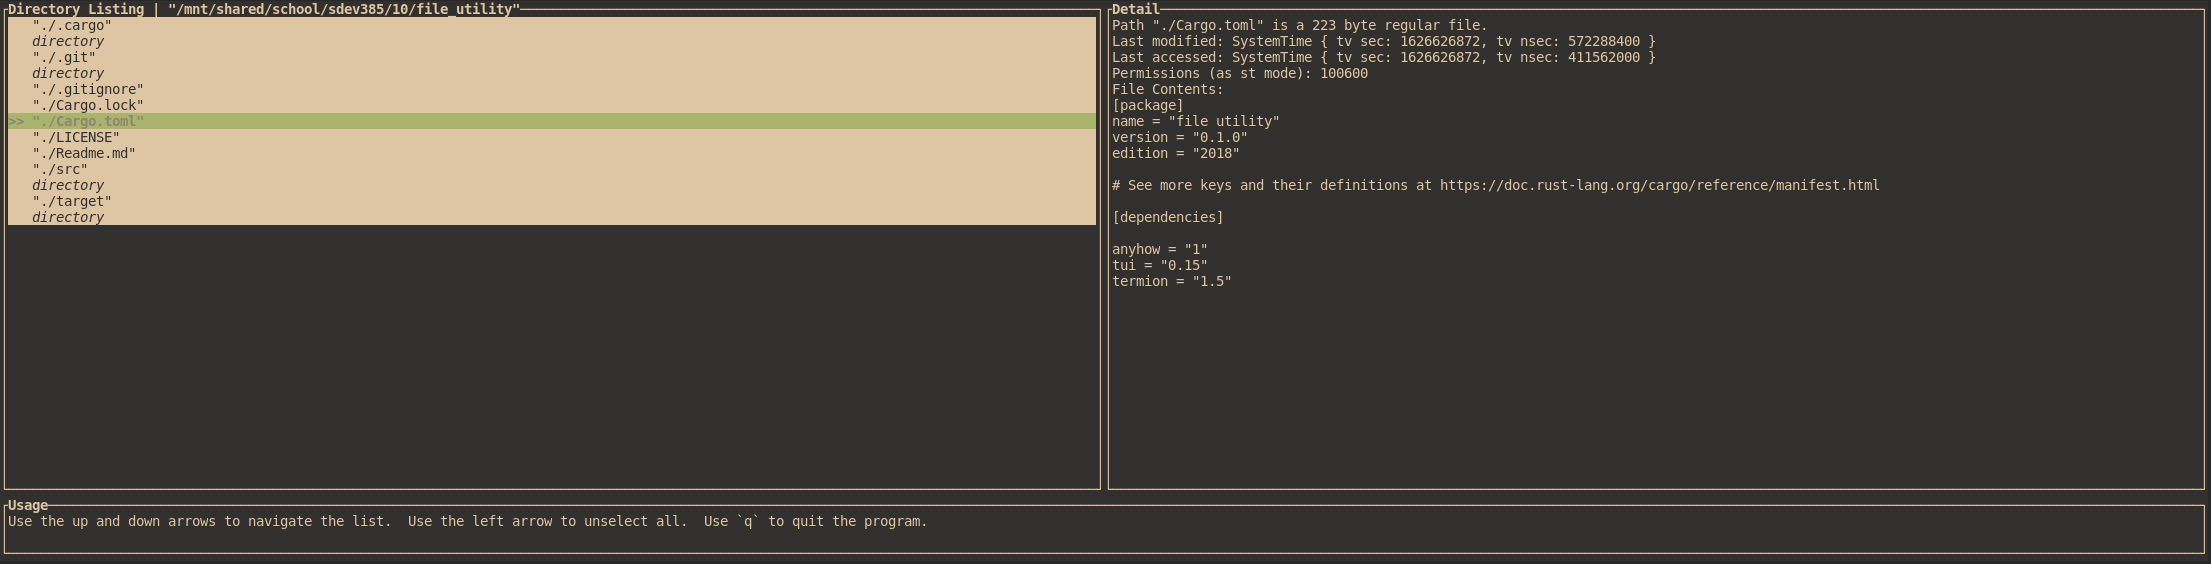 Directory Listing | "/mnt/shared/school/sdev385/10/file_utility"
"./.cargo"
directory
"./.git"
directory
"./.gitignore"
"./Cargo.lock"
>> "./Cargo.toml"
"./LICENSE"
"./Readme.md"
"./src"
directory
"./target"
directory
Detail
Path "./Cargo.toml" is a 223 byte regular file.
Last modified: SystemTime { tv sec: 1626626872, tv nsec: 572288400 }
Last accessed: SystemTime { tv sec: 1626626872, tv nsec: 411562000 }
Permissions (as st mode): 100600
File Contents:
[package]
name = "file utility"
version = "0.1.0"
edition = "2018"
# See more keys and their definitions at https://doc.rust-lang.org/cargo/reference/manifest.html
[dependencies]
anyhow = "1"
tui = "0.15"
termion = "1.5"
Usage
Use the up and down arrows to navigate the list.  Use the left arrow to unselect all.  Use `q` to quit the program.